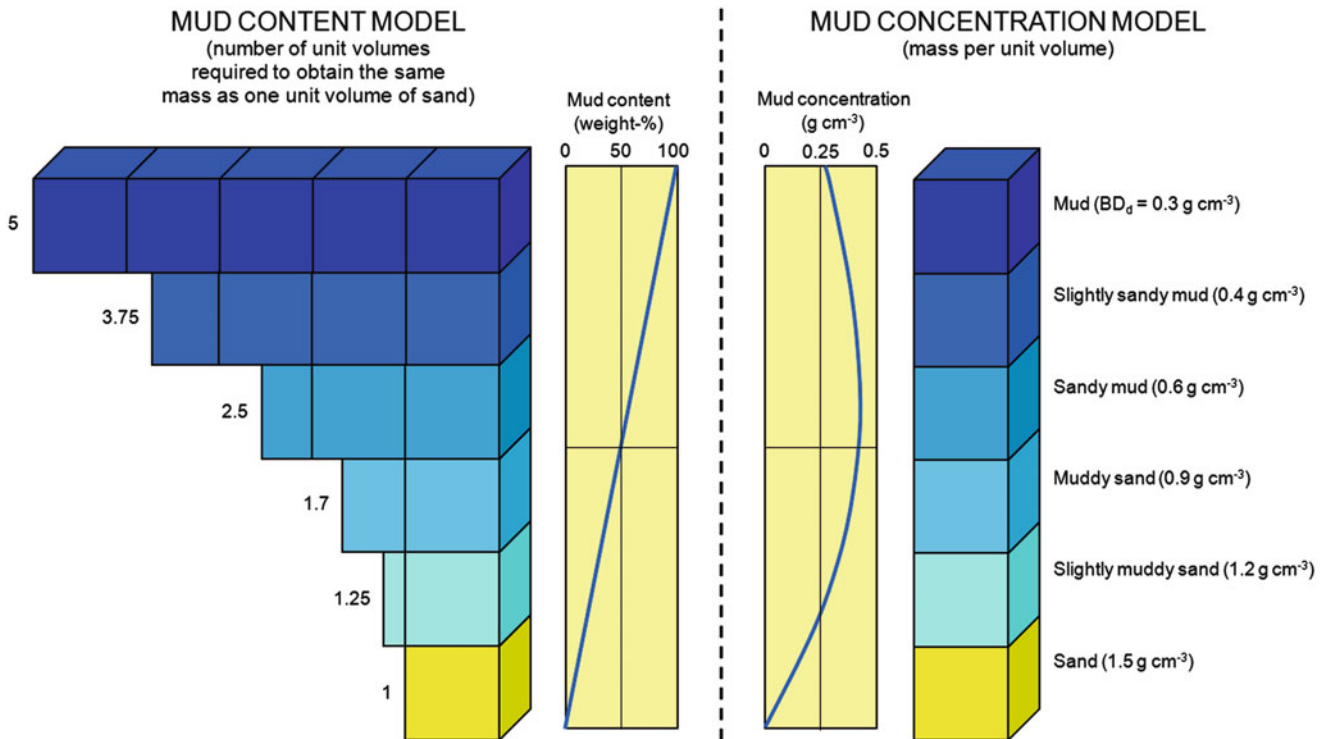 MUD CONTENT MODEL
(number of unit volumes
required to obtain the same
mass as one unit volume of sand)
Mud content
(weight-%)
0 50 100
5
3.75
2.5
1.7
1.25
1
MUD CONCENTRATION MODEL
(mass per unit volume)
Mud concentration
(g cm⁻³)
0 0.25 0.5
Mud (BD_d = 0.3 g cm⁻³)
Slightly sandy mud (0.4 g cm⁻³)
Sandy mud (0.6 g cm⁻³)
Muddy sand (0.9 g cm⁻³)
Slightly muddy sand (1.2 g cm⁻³)
Sand (1.5 g cm⁻³)